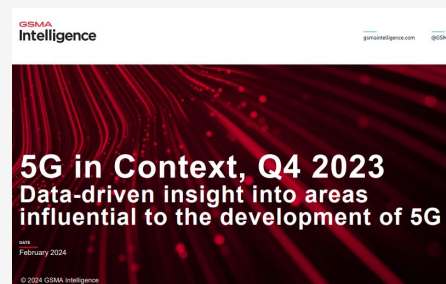 GSMA
Intelligence
gsmaintelligence.com
@GSM
5G in Context, Q4 2023
Data-driven insight into areas
influential to the development of 5G
DATE
February 2024
© 2024 GSMA Intelligence